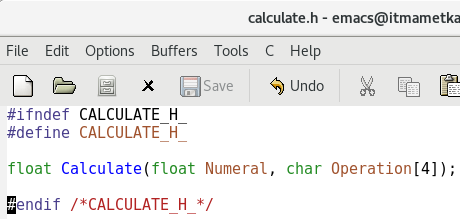 calculate.h - emacs@itmametka
File Edit Options Buffers Tools C Help
Save Undo
#ifndef CALCULATE_H_
#define CALCULATE_H_
float Calculate(float Numeral, char Operation[4]);
#endif /*CALCULATE_H_*/